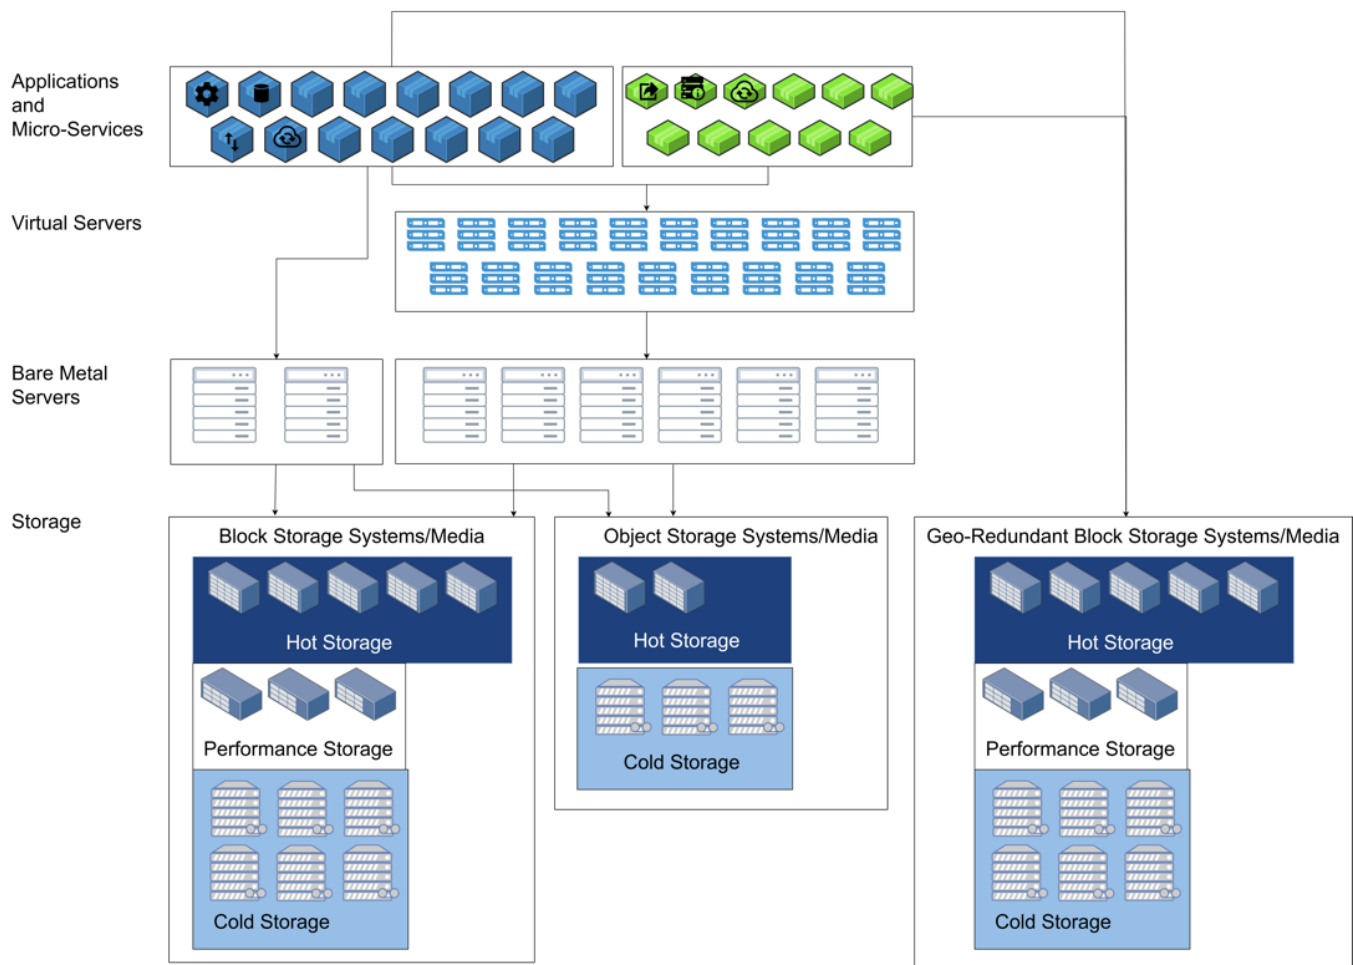 Applications
and
Micro-Services
Virtual Servers
Bare Metal
Servers
Storage
Block Storage Systems/Media
Hot Storage
Performance Storage
Cold Storage
Object Storage Systems/Media
Hot Storage
Cold Storage
Geo-Redundant Block Storage Systems/Media
Hot Storage
Performance Storage
Cold Storage